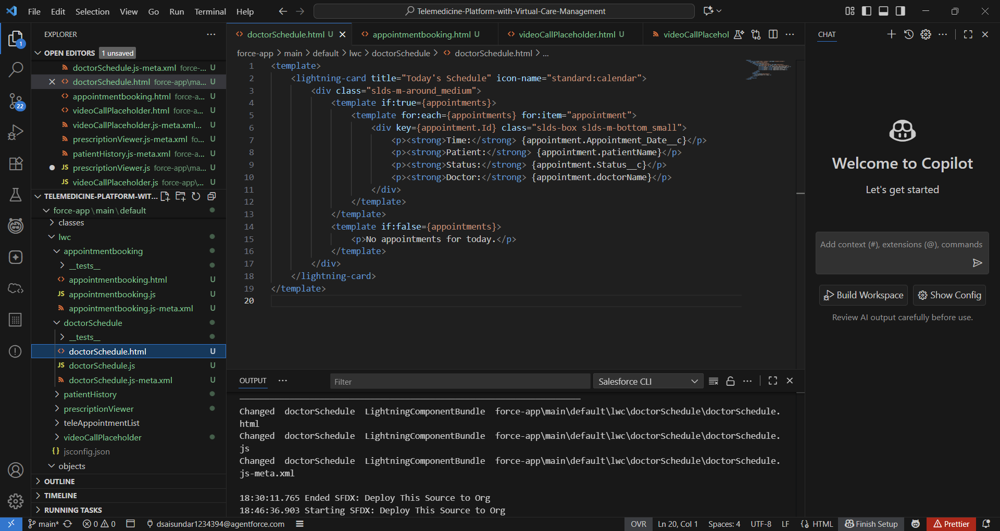 File Edit Selection View Go Run Terminal Help
Telemedicine-Platform-with-Virtual-Care-Management
EXPLORER
OPEN EDITORS 1 unsaved
doctorSchedule.js-meta.xml force-... U
doctorSchedule.html force-app\ma... U
appointmentbooking.html force-a... U
videoCallPlaceholder.html force-a... U
videoCallPlaceholder.js-meta.xml... U
prescriptionViewer.js-meta.xml fo... U
patientHistory.js-meta.xml force-a... U
JS prescriptionViewer.js force-app\ma... U
JS videoCallPlaceholder.js force-app\... U
TELEMEDICINE-PLATFORM-WIT...
force-app\main\default
classes
lwc
appointmentbooking
__tests__
appointmentbooking.html U
JS appointmentbooking.js U
appointmentbooking.js-meta.xml U
doctorSchedule
__tests__
doctorSchedule.html U
JS doctorSchedule.js U
doctorSchedule.js-meta.xml U
patientHistory
prescriptionViewer
teleAppointmentList
videoCallPlaceholder
{} jsconfig.json
objects
OUTLINE
TIMELINE
RUNNING TASKS
1
22
doctorSchedule.html U
appointmentbooking.html U
videoCallPlaceholder.html U
videoCallPlacehol
force-app > main > default > lwc > doctorSchedule > doctorSchedule.html > ...
1 <template>
2 <lightning-card title="Today's Schedule" icon-name="standard:calendar">
3 <div class="slds-m-around_medium">
4 <template if:true={appointments}>
5 <template for:each={appointments} for:item="appointment">
6 <div key={appointment.Id} class="slds-box slds-m-bottom_small">
7 <p><strong>Time:</strong> {appointment.Appointment_Date__c}</p>
8 <p><strong>Patient:</strong> {appointment.patientName}</p>
9 <p><strong>Status:</strong> {appointment.Status__c}</p>
10 <p><strong>Doctor:</strong> {appointment.doctorName}</p>
11 </div>
12 </template>
13 </template>
14 <template if:false={appointments}>
15 <p>No appointments for today.</p>
16 </template>
17 </div>
18 </lightning-card>
19 </template>
20
OUTPUT
Filter
Salesforce CLI
Changed doctorSchedule LightningComponentBundle force-app\main\default\lwc\doctorSchedule\doctorSchedule.
html
Changed doctorSchedule LightningComponentBundle force-app\main\default\lwc\doctorSchedule\doctorSchedule.
js
Changed doctorSchedule LightningComponentBundle force-app\main\default\lwc\doctorSchedule\doctorSchedule.
js-meta.xml
18:30:11.765 Ended SFDX: Deploy This Source to Org
18:46:36.903 Starting SFDX: Deploy This Source to Org
CHAT
Welcome to Copilot
Let's get started
Add context (#), extensions (@), commands
Build Workspace
Show Config
Review AI output carefully before use.
main* 0 0 dsaisundar1234394@agentforce.com
OVR Ln 20, Col 1 Spaces: 4 UTF-8 LF HTML Finish Setup Prettier